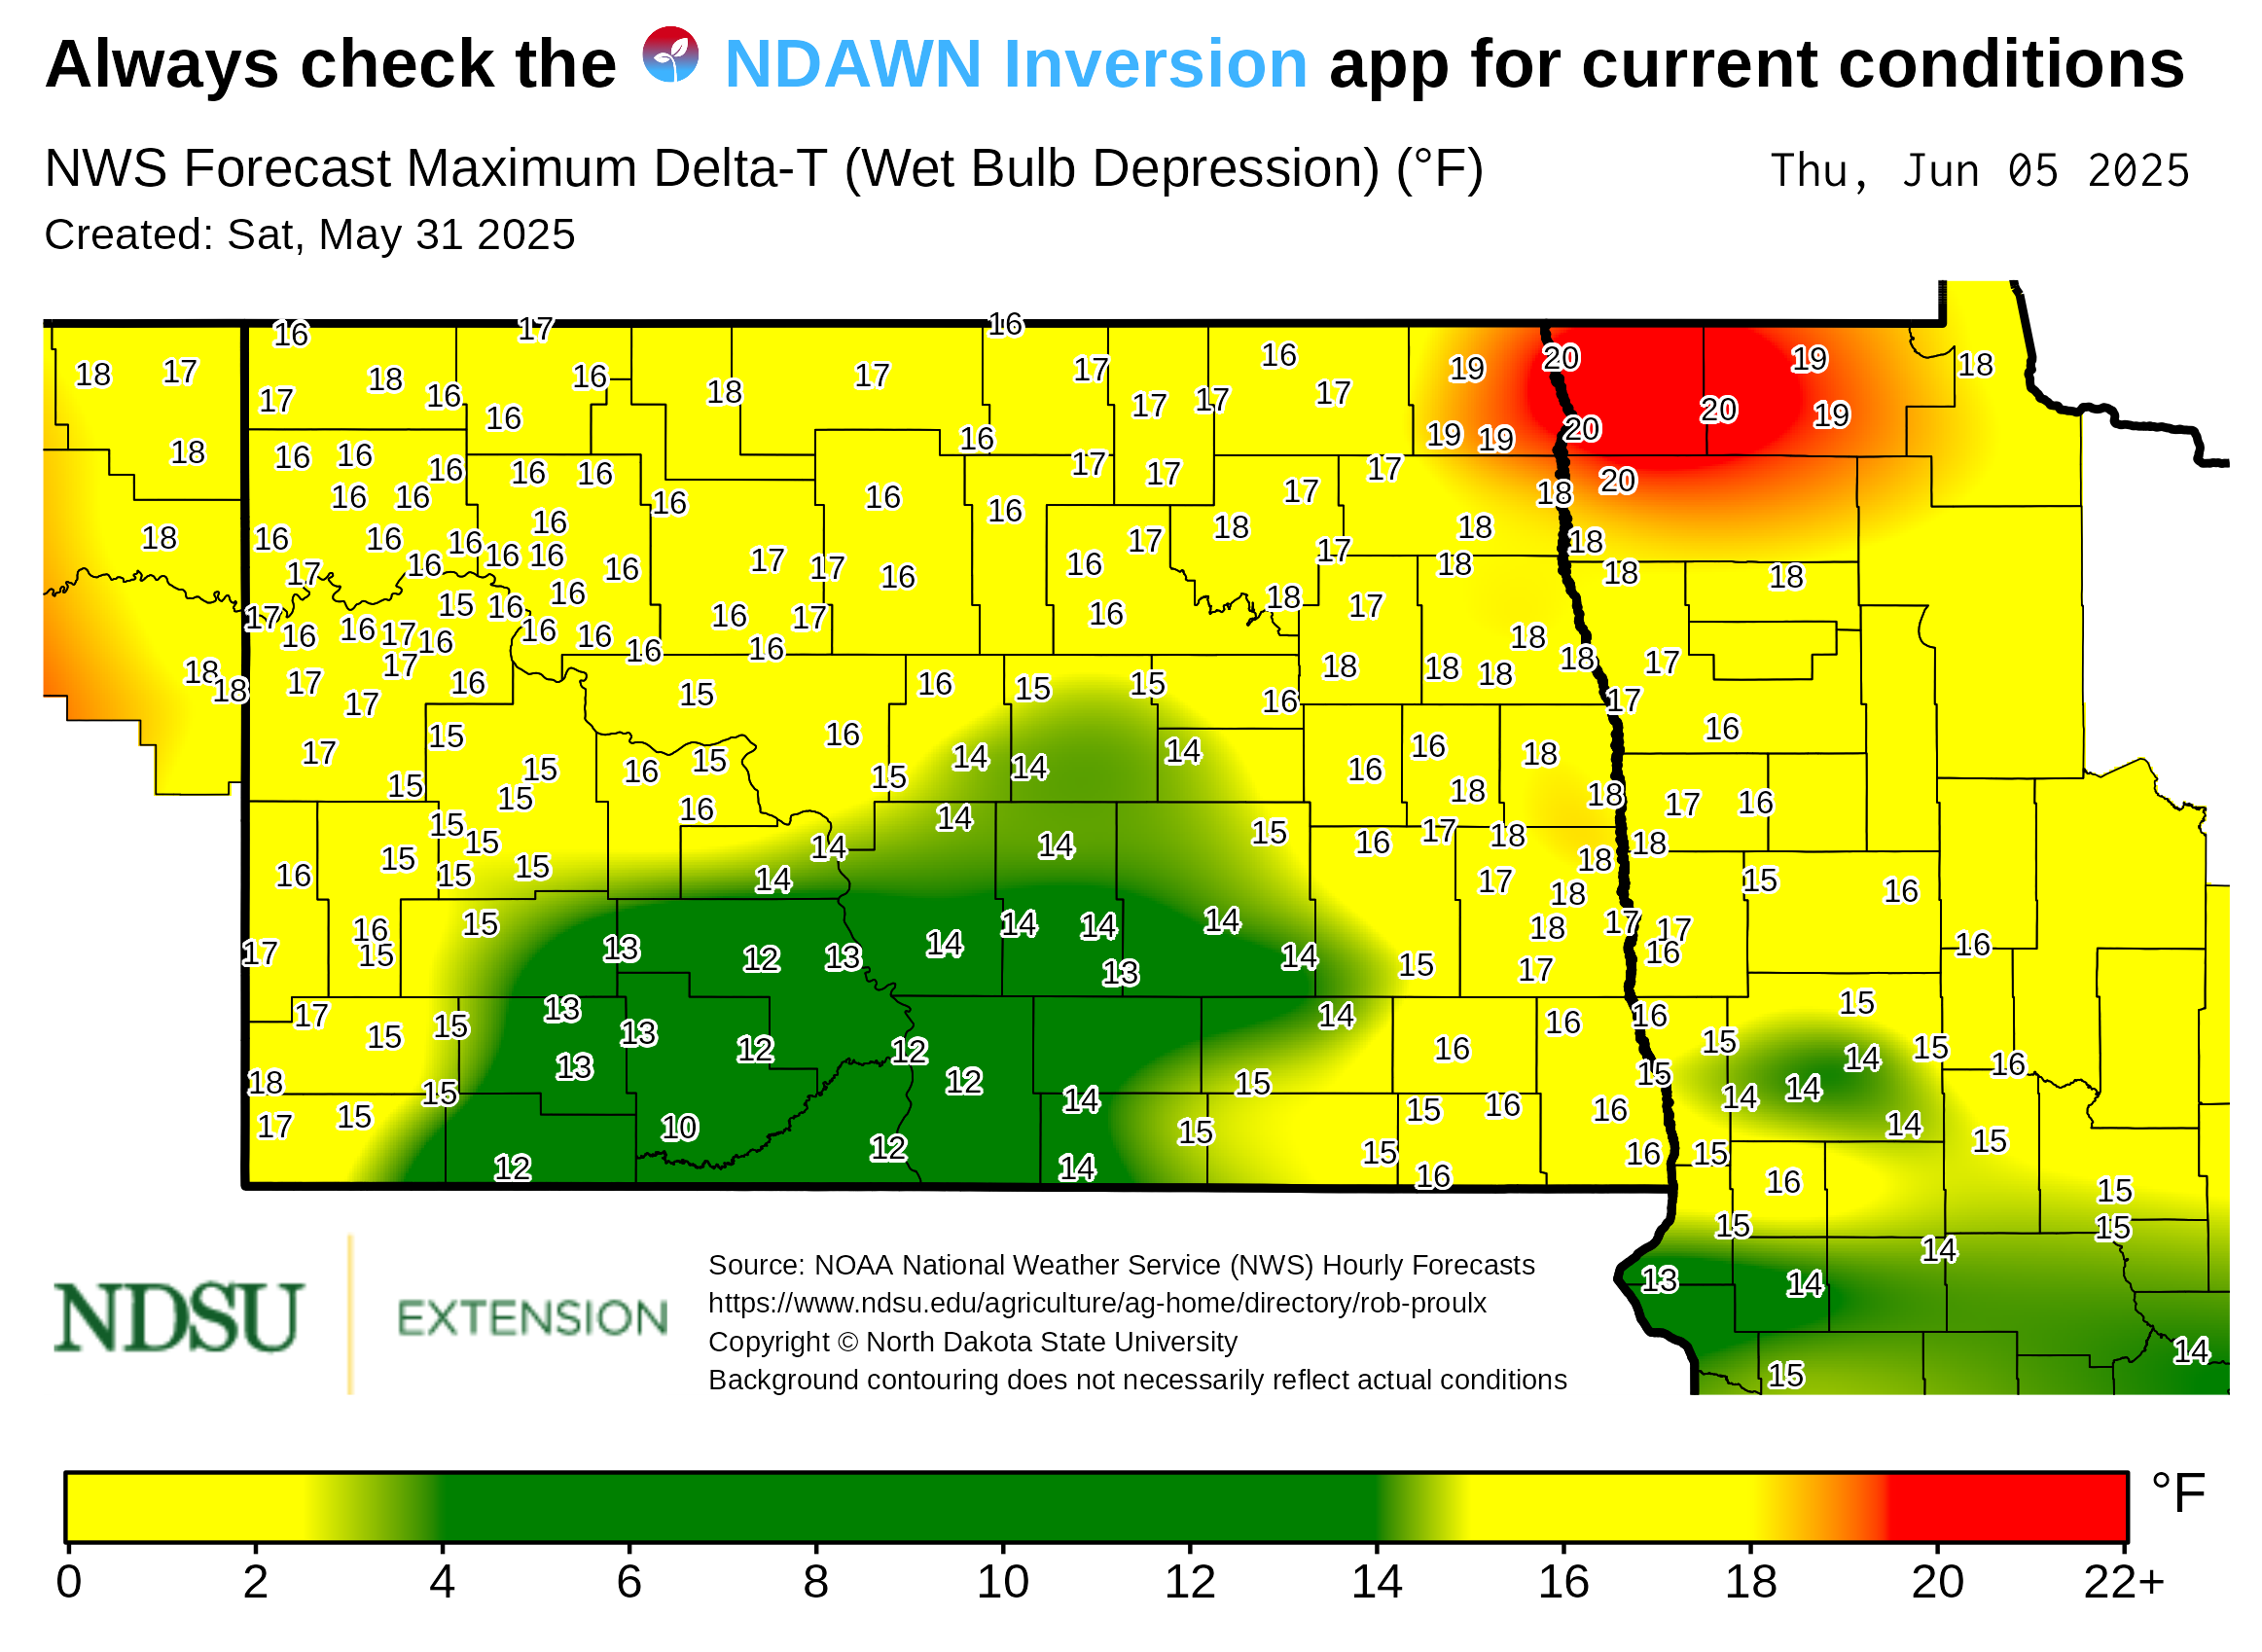 Always check the NDAWN Inversion app for current conditions
NWS Forecast Maximum Delta-T (Wet Bulb Depression) (°F)
Thu, Jun 05 2025
Created: Sat, May 31 2025
16 17 16
18 17 17 18 16 16 16 18 17 17 17 17 16 17 19 20 19 18
18 16 16 16 16 16 16 17 17 17 19 19 20 20 19
16 16 16 16 16 17 17 18 20
18 16 16 16 16 16 16 16 17 18 17 18 18
17 16 16 17 17 16 16 18 18 18
17 15 16 16 16 17 16 18 17
16 16 17 16 16 16 16 16 18 18 17
18 18 17 17 16 15 16 15 15 16 18 18 18
17 15 16 17 16
17 15 15 16 15 15 14 14 14 16 16 18
15 16 14 18 18 17 16
15 15 15 14 14 15 16 17 18 18
16 15 15 15 14 17 18 18 15 16
16 15 15 13 12 13 14 14 14 14 14 15 18 17 17 16 16
17 13 17
17 15 15 13 13 12 12 14 16 16 16 15 15
18 15 13 12 14 15 15 14 14 14 15 16
17 15 10 12 15 15 16 16 14 15
12 14 15 16 16 15 16 15
15 15
13 14 14
15 14
NDSU EXTENSION
Source: NOAA National Weather Service (NWS) Hourly Forecasts
https://www.ndsu.edu/agriculture/ag-home/directory/rob-proulx
Copyright © North Dakota State University
Background contouring does not necessarily reflect actual conditions
°F
0 2 4 6 8 10 12 14 16 18 20 22+